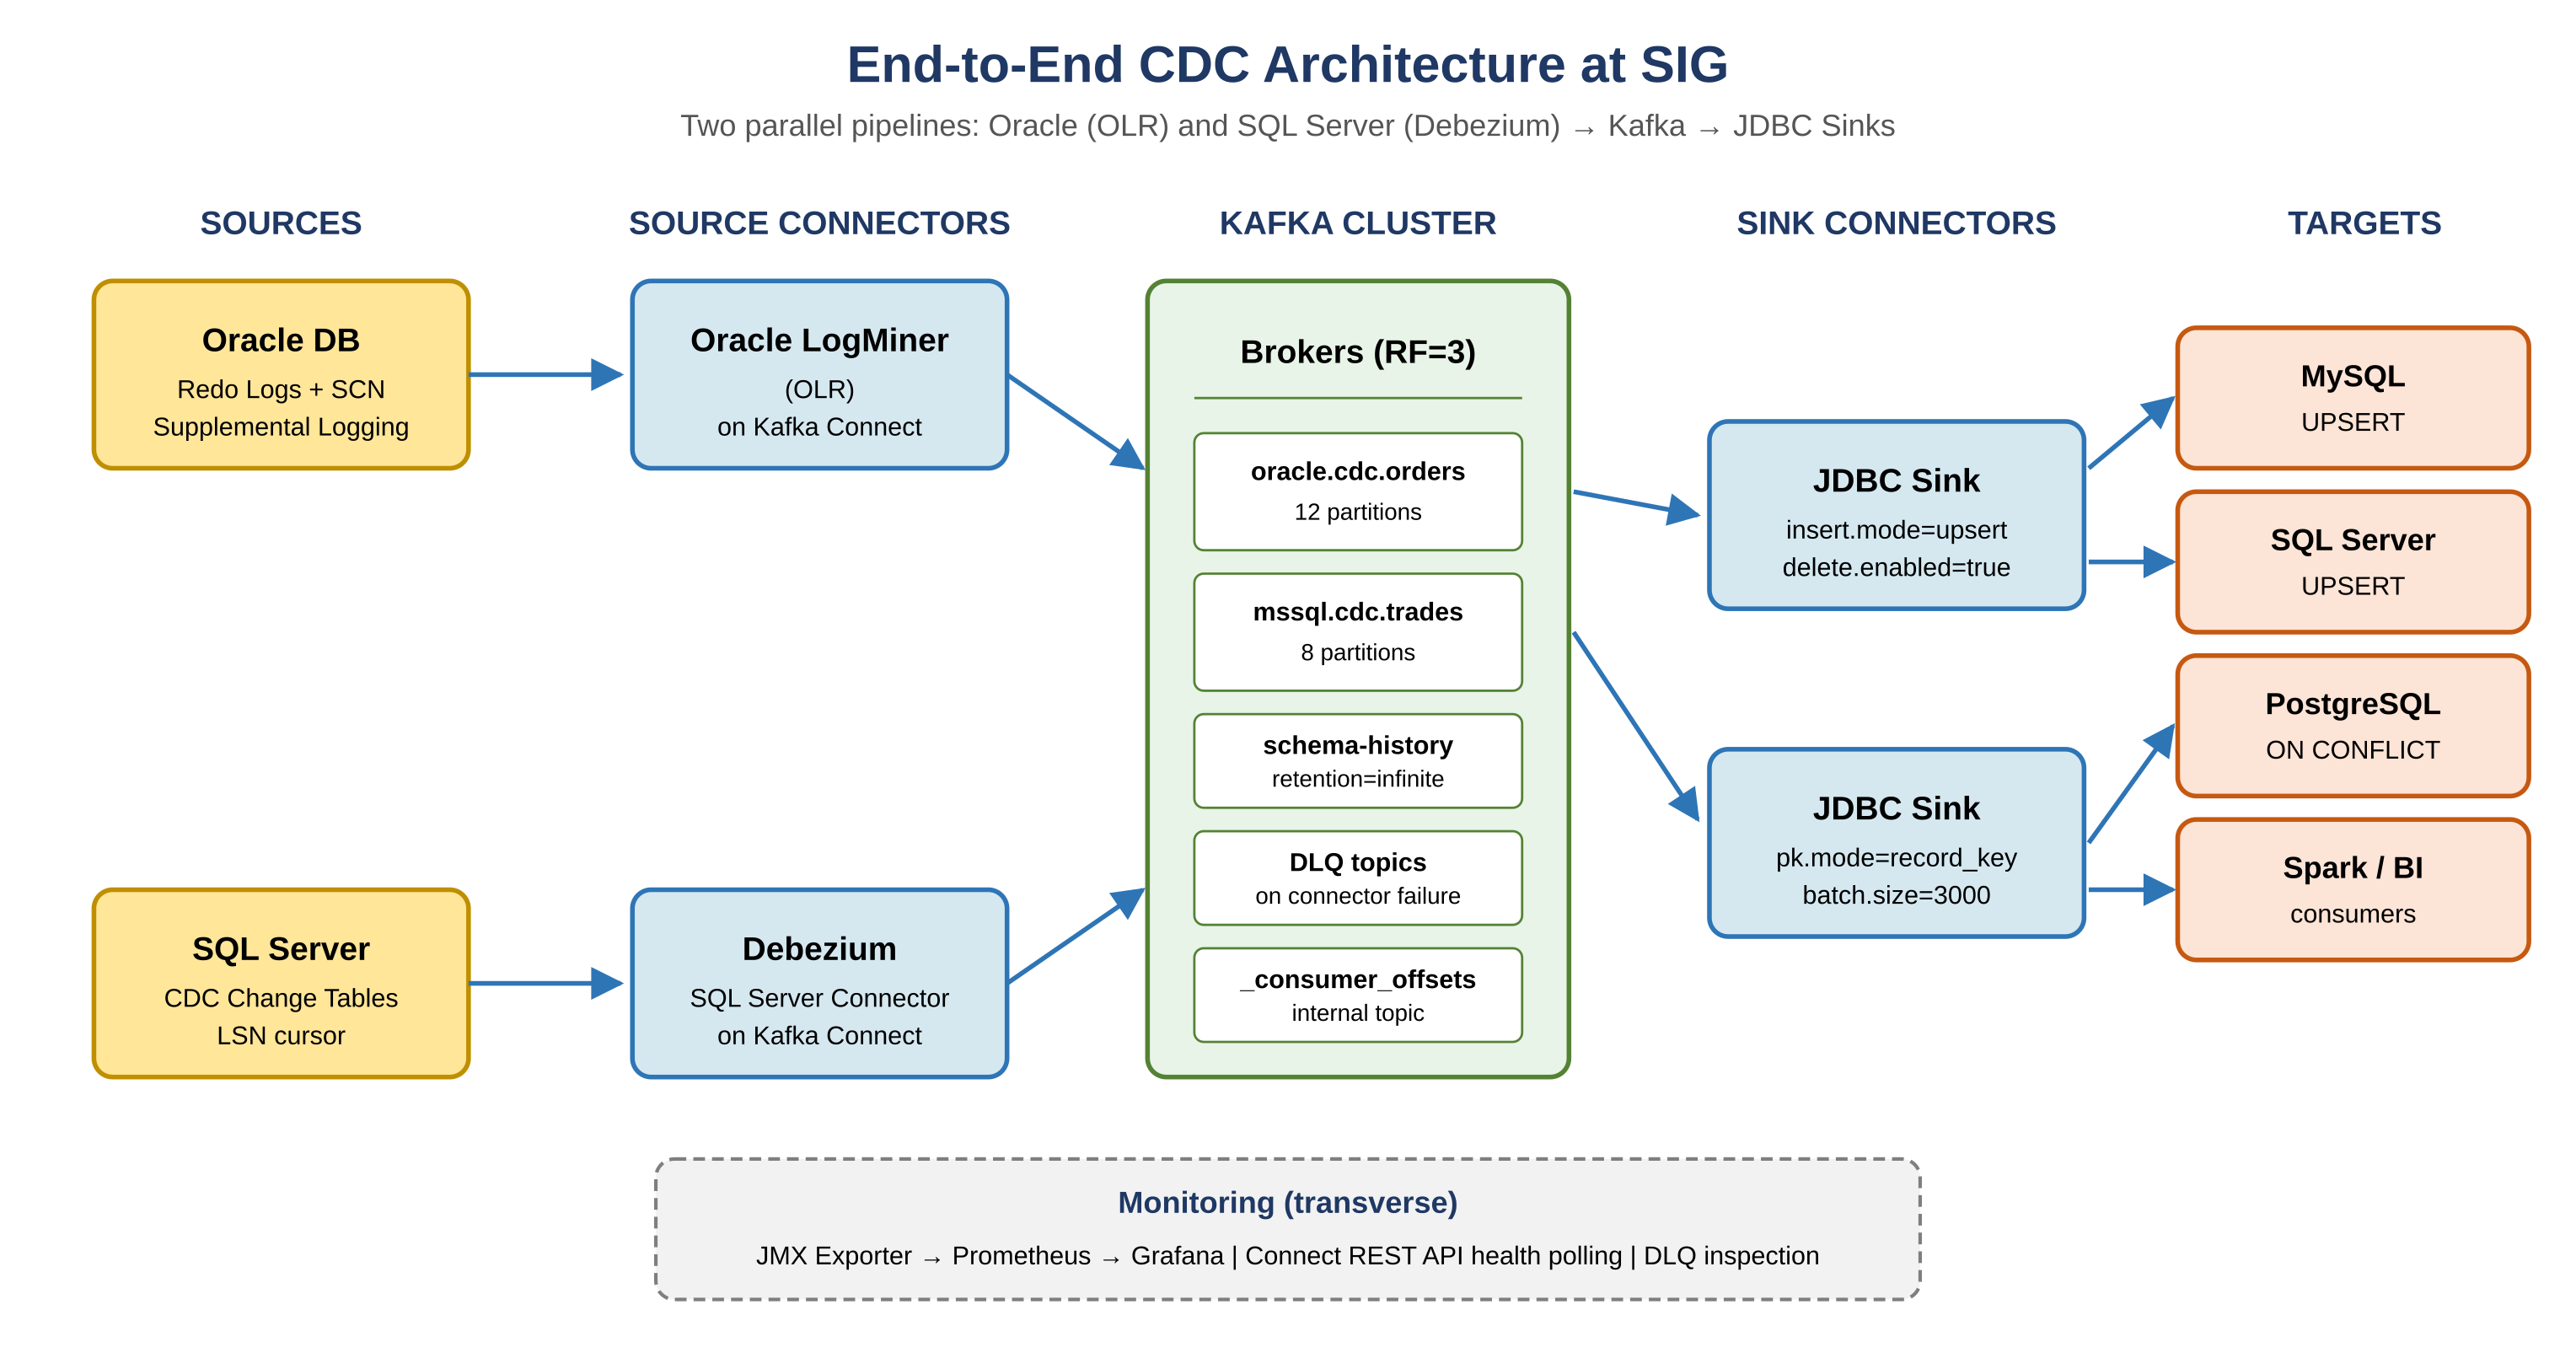 End-to-End CDC Architecture at SIG
Two parallel pipelines: Oracle (OLR) and SQL Server (Debezium) → Kafka → JDBC Sinks
SOURCES
SOURCE CONNECTORS
KAFKA CLUSTER
SINK CONNECTORS
TARGETS
Oracle DB
Redo Logs + SCN
Supplemental Logging
SQL Server
CDC Change Tables
LSN cursor
Oracle LogMiner
(OLR)
on Kafka Connect
Debezium
SQL Server Connector
on Kafka Connect
Brokers (RF=3)
oracle.cdc.orders
12 partitions
mssql.cdc.trades
8 partitions
schema-history
retention=infinite
DLQ topics
on connector failure
_consumer_offsets
internal topic
JDBC Sink
insert.mode=upsert
delete.enabled=true
JDBC Sink
pk.mode=record_key
batch.size=3000
MySQL
UPSERT
SQL Server
UPSERT
PostgreSQL
ON CONFLICT
Spark / BI
consumers
Monitoring (transverse)
JMX Exporter → Prometheus → Grafana | Connect REST API health polling | DLQ inspection